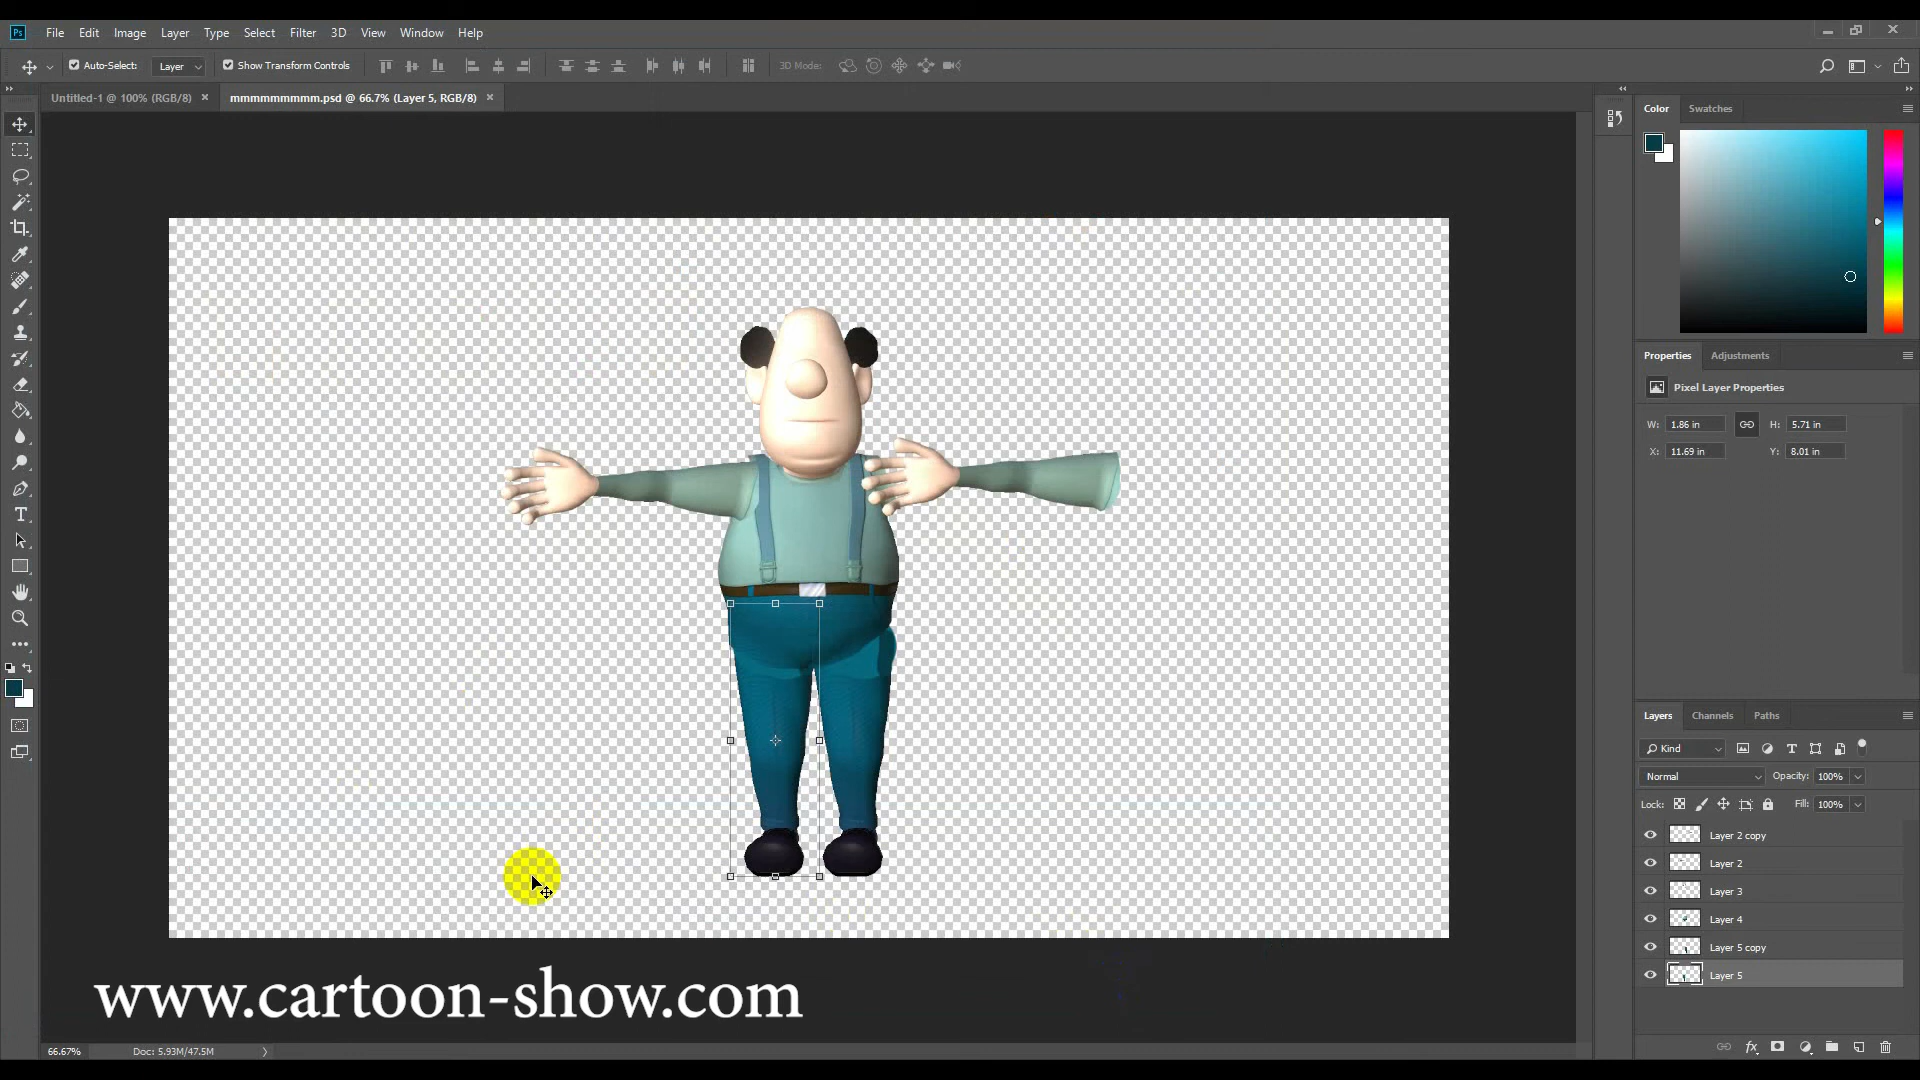 Ps File Edit Image Layer Type Select Filter 3D View Window Help
Auto-Select: Layer Show Transform Controls 3D Mode:
Untitled-1 @ 100% (RGB/8) × mmmmmmmmm.psd @ 66.7% (Layer 5, RGB/8) ×
Color Swatches
Properties Adjustments
Pixel Layer Properties
W: 1.86 in H: 5.71 in
X: 11.69 in Y: 8.01 in
Layers Channels Paths
Kind
Normal Opacity: 100%
Lock: Fill: 100%
Layer 2 copy
Layer 2
Layer 3
Layer 4
Layer 5 copy
Layer 5
www.cartoon-show.com
66.67% Doc: 5.93M/47.5M
fx